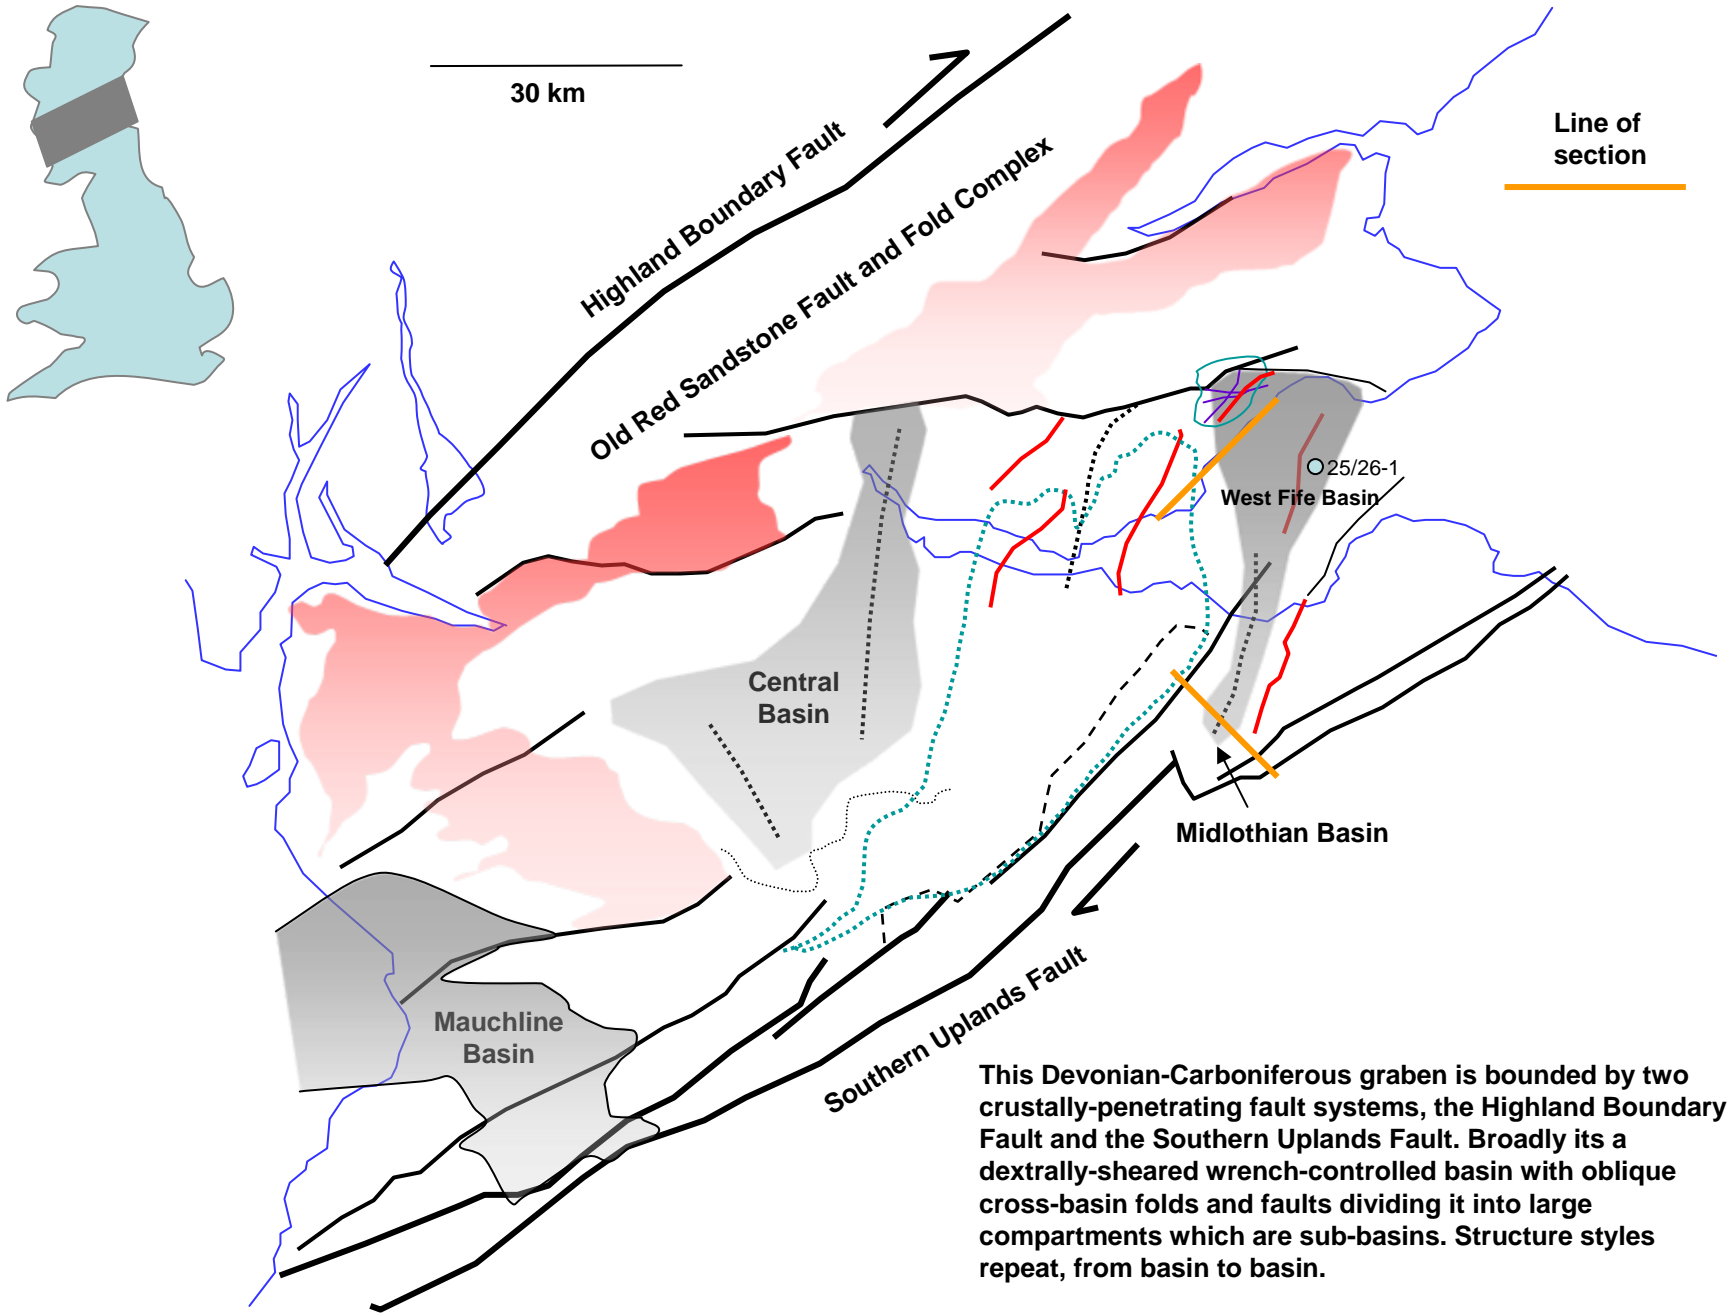 30 km
Line of
section
Highland Boundary Fault
Old Red Sandstone Fault and Fold Complex
25/26-1
West Fife Basin
Central
Basin
Midlothian Basin
Mauchline
Basin
Southern Uplands Fault
This Devonian-Carboniferous graben is bounded by two
crustally-penetrating fault systems, the Highland Boundary
Fault and the Southern Uplands Fault. Broadly its a
dextrally-sheared wrench-controlled basin with oblique
cross-basin folds and faults dividing it into large
compartments which are sub-basins. Structure styles
repeat, from basin to basin.